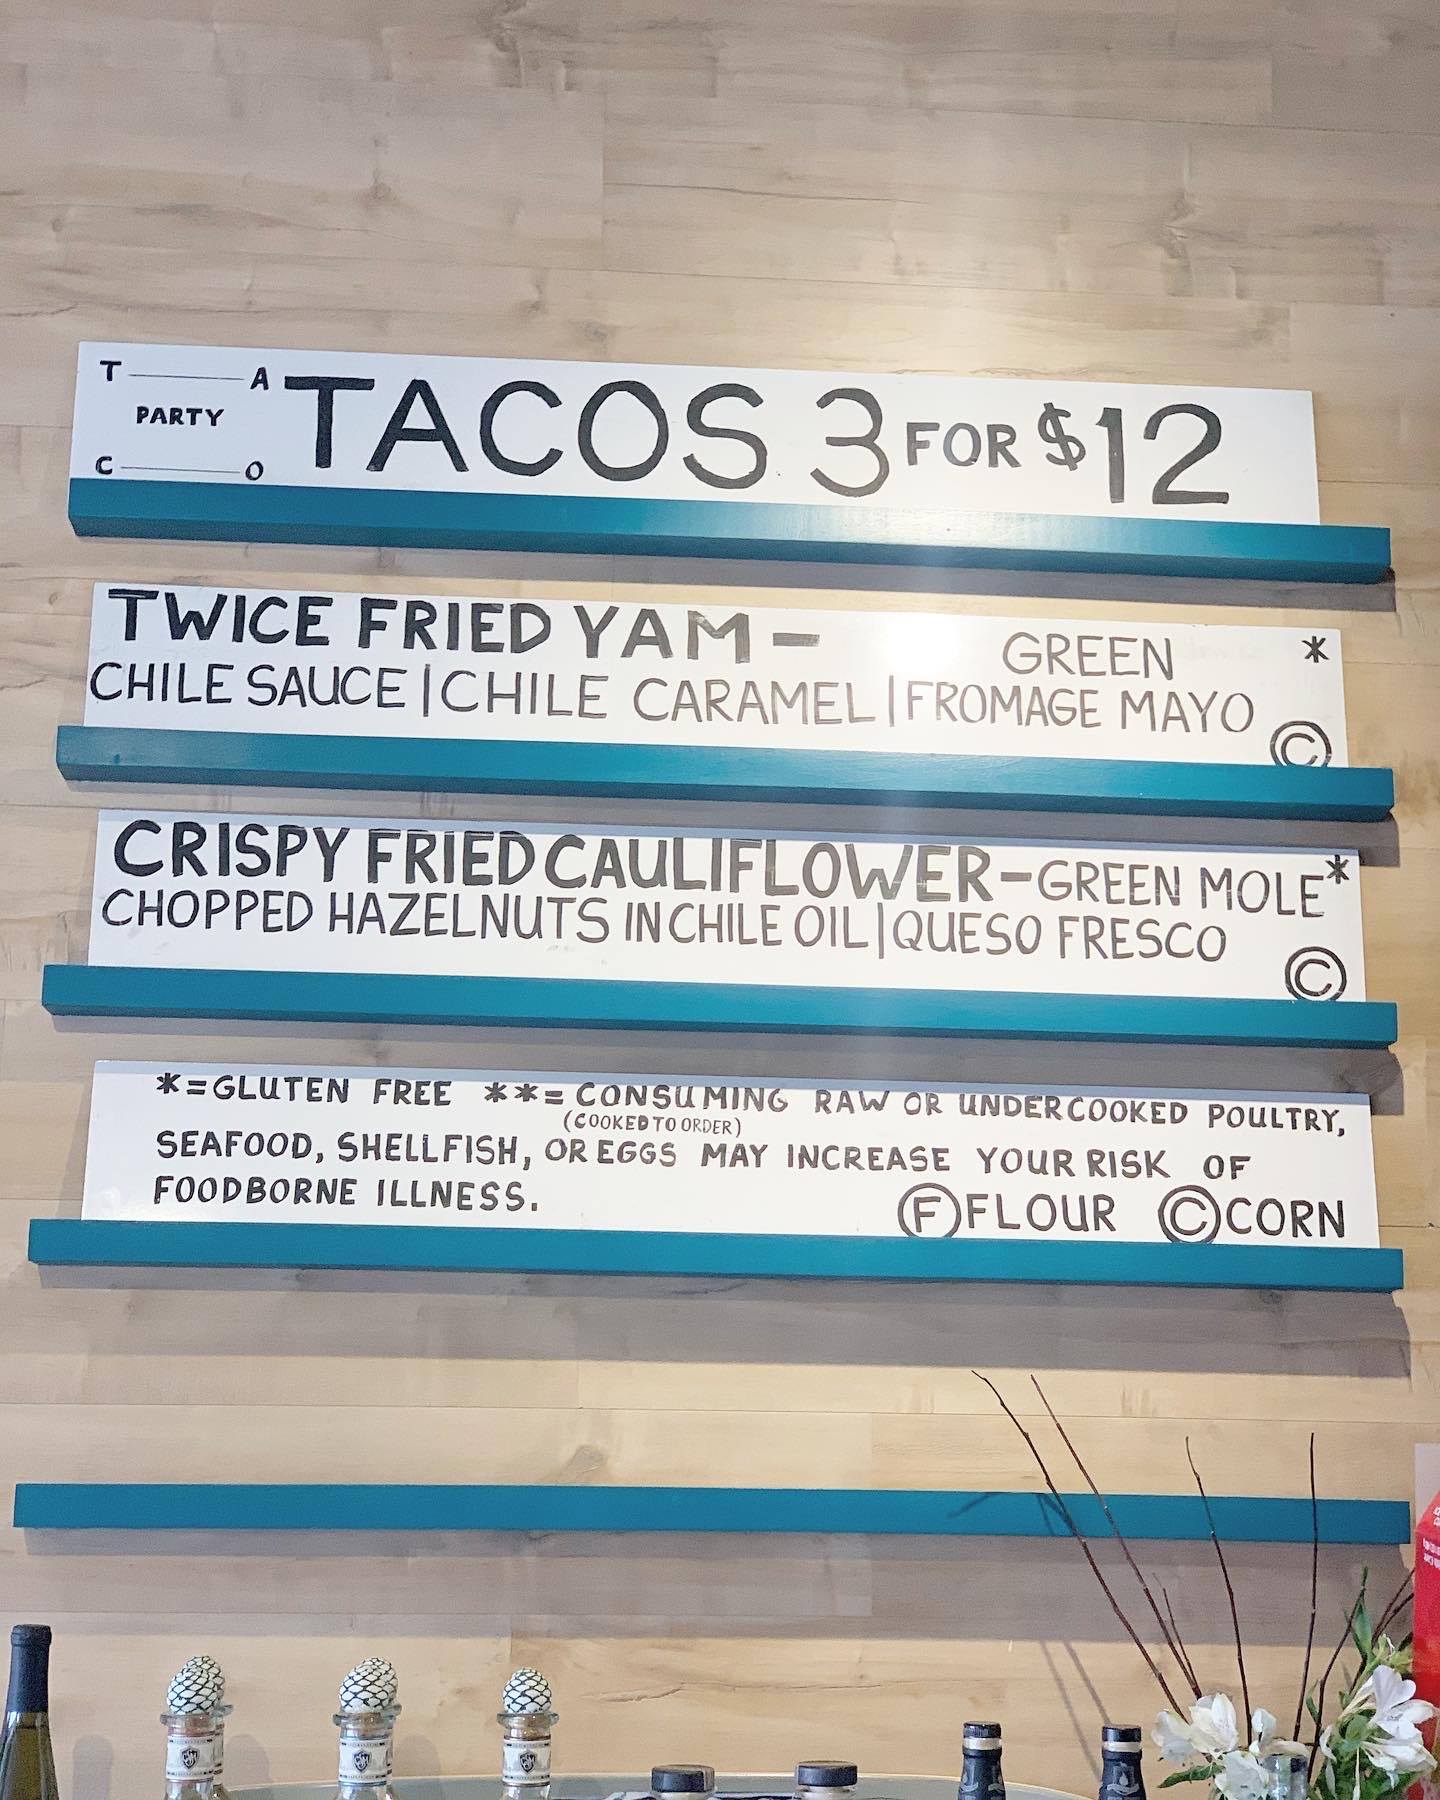 T A
PARTY
C O
TACOS 3 FOR $12
TWICE FRIED YAM - GREEN *
CHILE SAUCE | CHILE CARAMEL | FROMAGE MAYO
©
CRISPY FRIED CAULIFLOWER - GREEN MOLE *
CHOPPED HAZELNUTS IN CHILE OIL | QUESO FRESCO
©
*=GLUTEN FREE **= CONSUMING RAW OR UNDERCOOKED POULTRY,
(COOKED TO ORDER)
SEAFOOD, SHELLFISH, OR EGGS MAY INCREASE YOUR RISK OF
FOODBORNE ILLNESS.
Ⓕ FLOUR © CORN